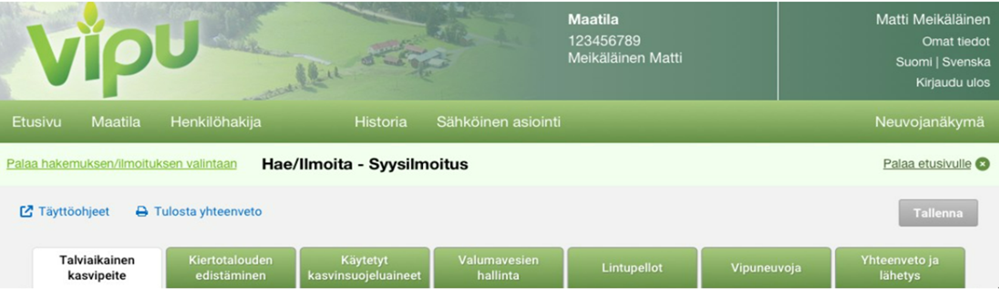 Vipu
Maatila
123456789
Meikäläinen Matti
Matti Meikäläinen
Omat tiedot
Suomi | Svenska
Kirjaudu ulos
Etusivu Maatila Henkilöhakija Historia Sähköinen asiointi Neuvojanäkymä
Palaa hakemuksen/ilmoituksen valintaan Hae/Ilmoita - Syysilmoitus Palaa etusivulle
Täyttöohjeet Tulosta yhteenveto Tallenna
Talviaikainen
kasvipeite
Kiertotalouden
edistäminen
Käytetyt
kasvinsuojeluaineet
Valumavesien
hallinta
Lintupellot
Vipuneuvoja
Yhteenveto ja
lähetys